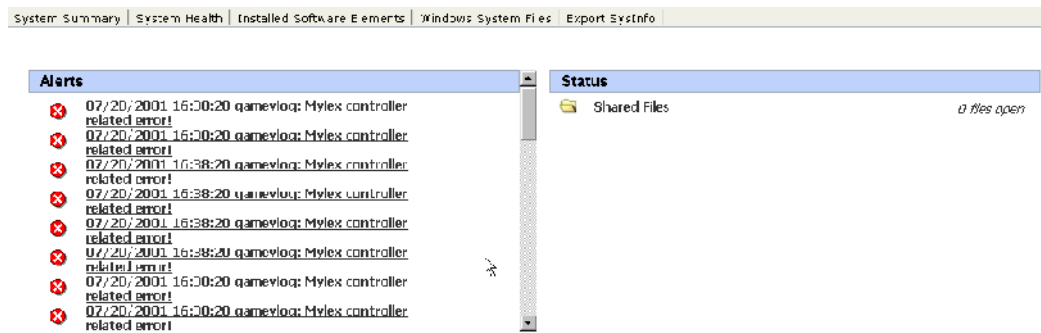 System Summary | System Health | Installed Software Elements | Windows System Files | Export SysInfo
Alerts
07/20/2001 16:38:20 gamevlog: Mylex controller
related error!
07/20/2001 16:38:20 gamevlog: Mylex controller
related error!
07/20/2001 16:38:20 gamevlog: Mylex controller
related error!
07/20/2001 16:38:20 gamevlog: Mylex controller
related error!
07/20/2001 16:38:20 gamevlog: Mylex controller
related error!
07/20/2001 16:38:20 gamevlog: Mylex controller
related error!
07/20/2001 16:38:20 gamevlog: Mylex controller
related error!
07/20/2001 16:38:20 gamevlog: Mylex controller
related error!
Status
Shared Files
0 files open